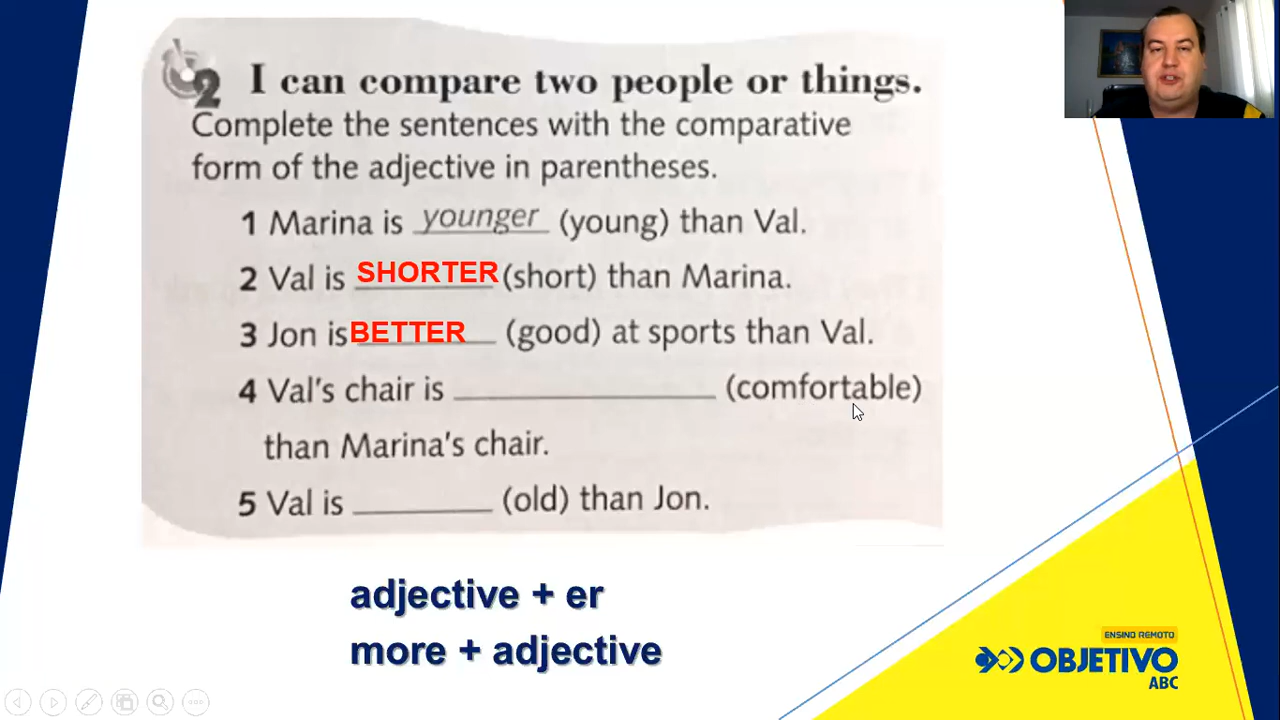 2 I can compare two people or things.
Complete the sentences with the comparative
form of the adjective in parentheses.
1 Marina is younger (young) than Val.
2 Val is SHORTER (short) than Marina.
3 Jon is BETTER (good) at sports than Val.
4 Val's chair is ____________ (comfortable)
than Marina's chair.
5 Val is ________ (old) than Jon.
adjective + er
more + adjective
ENSINO REMOTO
OBJETIVO
ABC